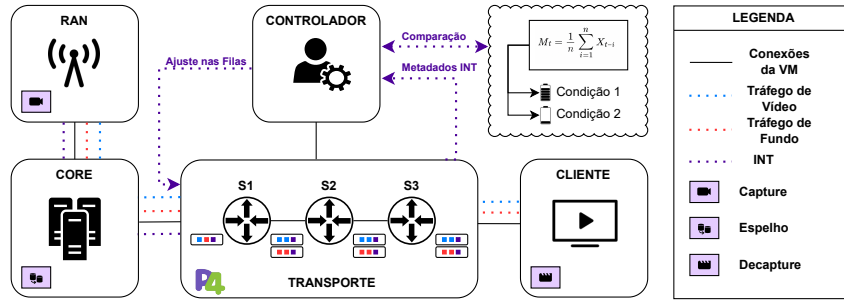 RAN
CONTROLADOR
Comparação
Ajuste nas Filas
Metadados INT
M_t = \frac{1}{n} \sum_{i=1}^{n} X_{t-i}
Condição 1
Condição 2
CORE
S1
S2
S3
P4
TRANSPORTE
CLIENTE
LEGENDA
Conexões
da VM
Tráfego de
Vídeo
Tráfego de
Fundo
INT
Capture
Espelho
Decapture